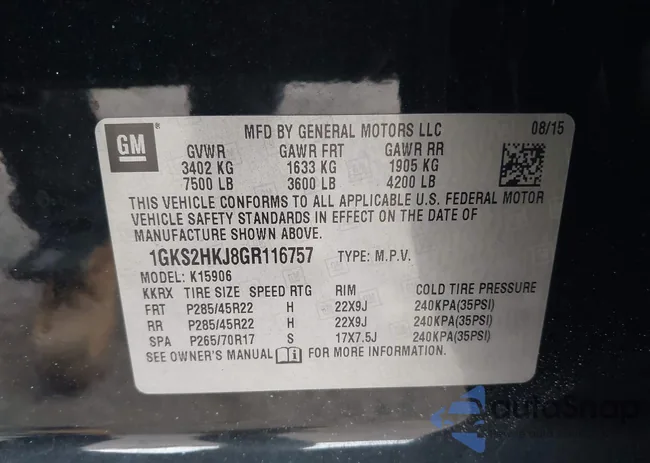 GM
MFD BY GENERAL MOTORS LLC 08/15
GVWR GAWR FRT GAWR RR
3402 KG 1633 KG 1905 KG
7500 LB 3600 LB 4200 LB
THIS VEHICLE CONFORMS TO ALL APPLICABLE U.S. FEDERAL MOTOR
VEHICLE SAFETY STANDARDS IN EFFECT ON THE DATE OF
MANUFACTURE SHOWN ABOVE.
1GKS2HKJ8GR116757 TYPE: M.P.V.
MODEL: K15906
KKRX TIRE SIZE SPEED RTG RIM COLD TIRE PRESSURE
FRT P285/45R22 H 22X9J 240KPA(35PSI)
RR P285/45R22 H 22X9J 240KPA(35PSI)
SPA P265/70R17 S 17X7.5J 240KPA(35PSI)
SEE OWNER'S MANUAL FOR MORE INFORMATION.
autoSnap